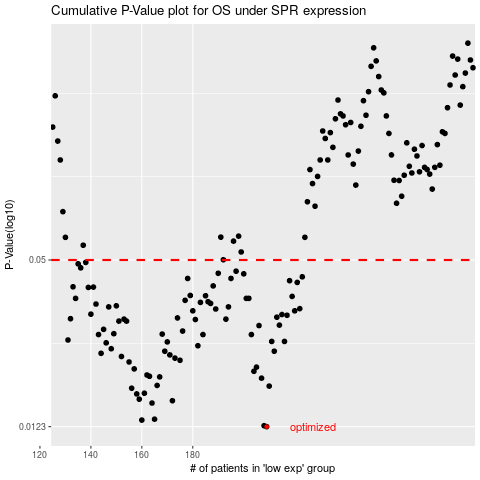 Cumulative P-Value plot for OS under SPR expression
P-Value(log10)
0.05
0.0123
optimized
120 140 160 180
# of patients in 'low exp' group